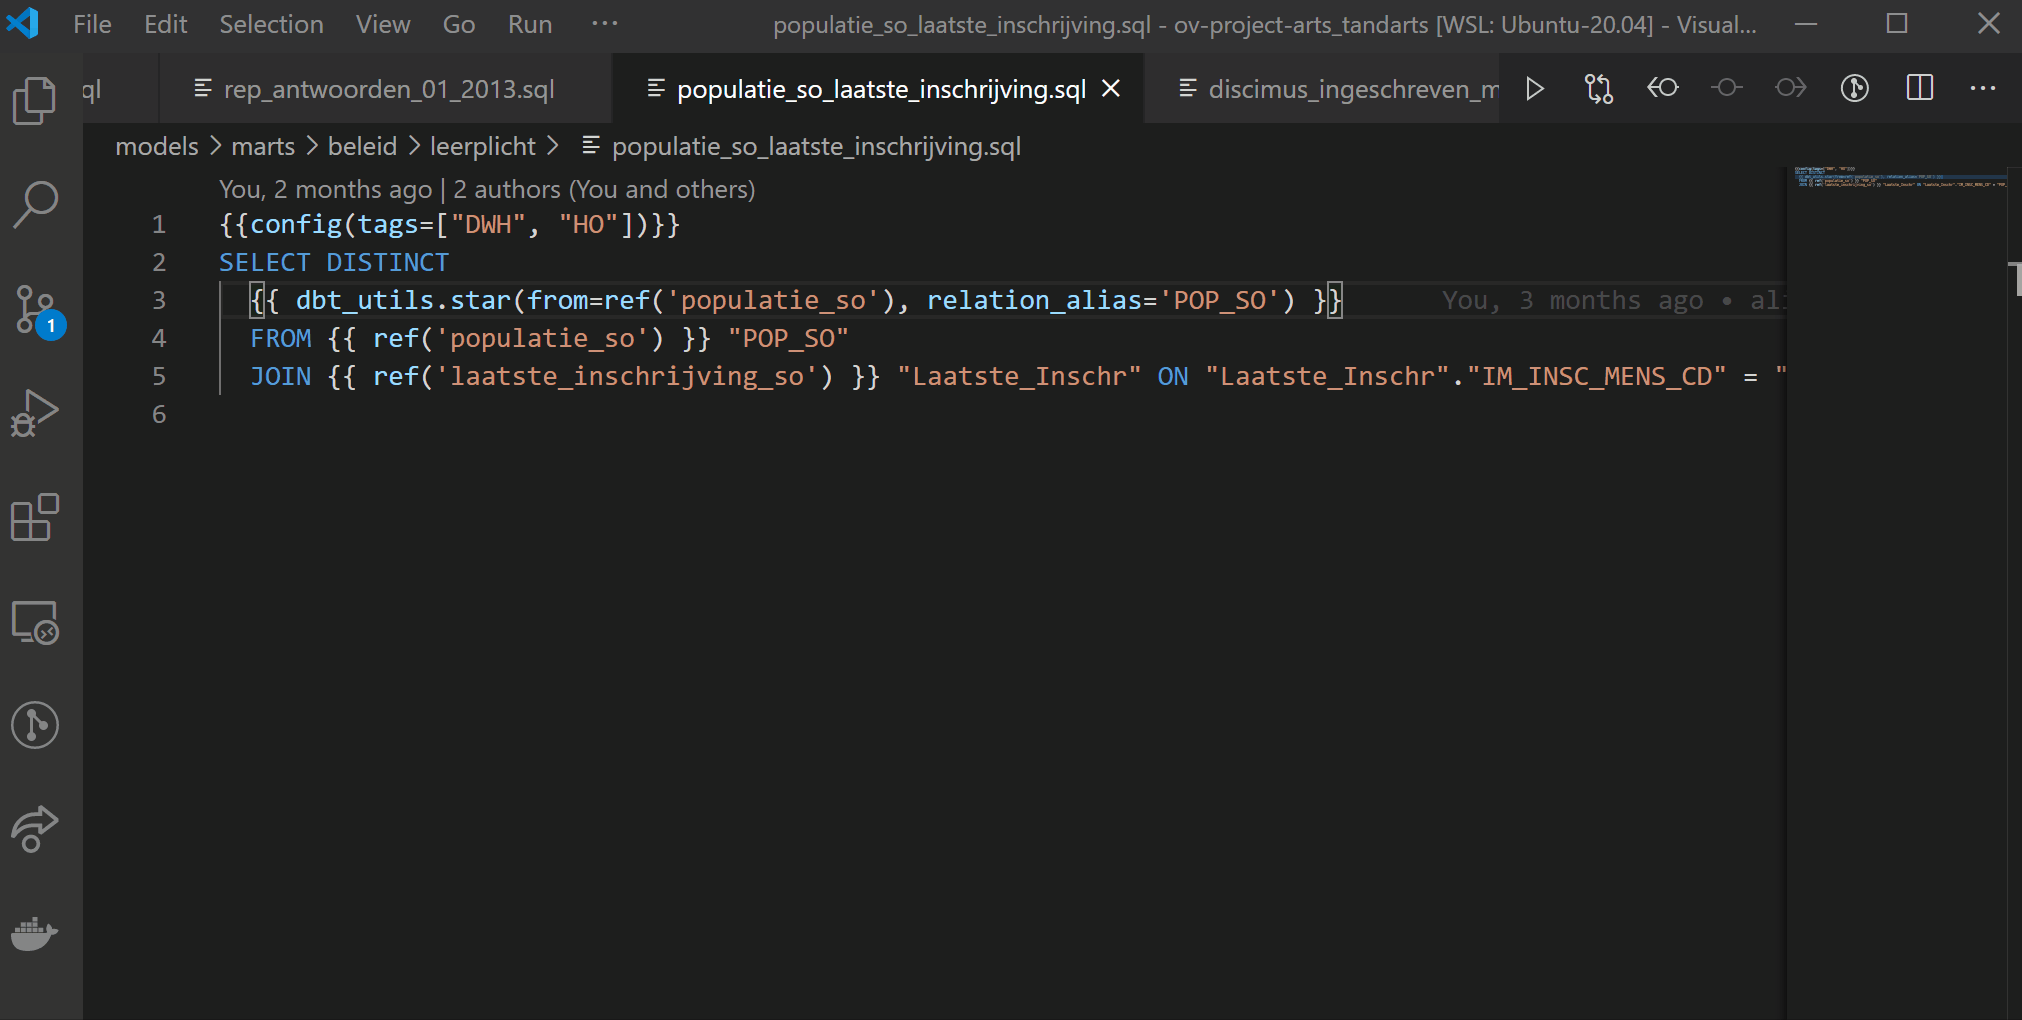 File Edit Selection View Go Run ··· populatie_so_laatste_inschrijving.sql - ov-project-arts_tandarts [WSL: Ubuntu-20.04] - Visual...
ql rep_antwoorden_01_2013.sql populatie_so_laatste_inschrijving.sql discimus_ingeschreven_m
models > marts > beleid > leerplicht > populatie_so_laatste_inschrijving.sql
You, 2 months ago | 2 authors (You and others)
1 {{config(tags=["DWH", "HO"])}}
2 SELECT DISTINCT
3 {{ dbt_utils.star(from=ref('populatie_so'), relation_alias='POP_SO') }} You, 3 months ago • al
4 FROM {{ ref('populatie_so') }} "POP_SO"
5 JOIN {{ ref('laatste_inschrijving_so') }} "Laatste_Inschr" ON "Laatste_Inschr"."IM_INSC_MENS_CD" = "
6
1